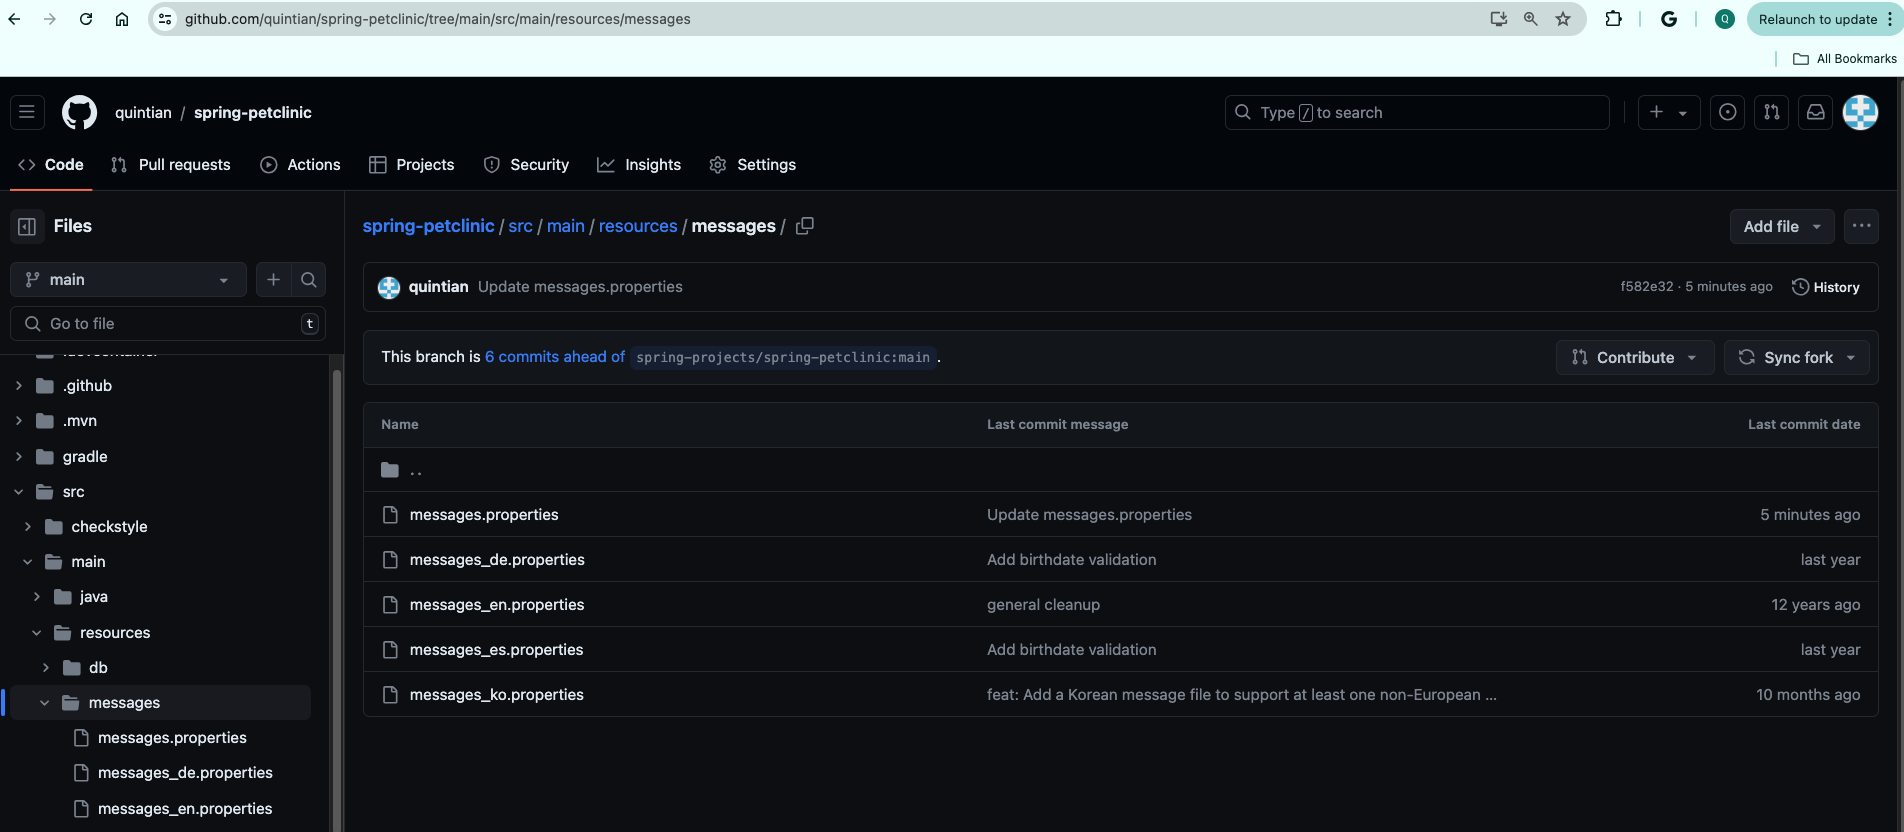 github.com/quintian/spring-petclinic/tree/main/src/main/resources/messages
Q
Relaunch to update
All Bookmarks
quintian / spring-petclinic
Type / to search
Code
Pull requests
Actions
Projects
Security
Insights
Settings
Files
spring-petclinic / src / main / resources / messages /
Add file
main
quintian Update messages.properties
f582e32 · 5 minutes ago
History
Go to file
t
This branch is 6 commits ahead of spring-projects/spring-petclinic:main .
Contribute
Sync fork
.github
.mvn
gradle
src
checkstyle
main
java
resources
db
messages
messages.properties
messages_de.properties
messages_en.properties
Name Last commit message Last commit date
..
messages.properties Update messages.properties 5 minutes ago
messages_de.properties Add birthdate validation last year
messages_en.properties general cleanup 12 years ago
messages_es.properties Add birthdate validation last year
messages_ko.properties feat: Add a Korean message file to support at least one non-European ... 10 months ago